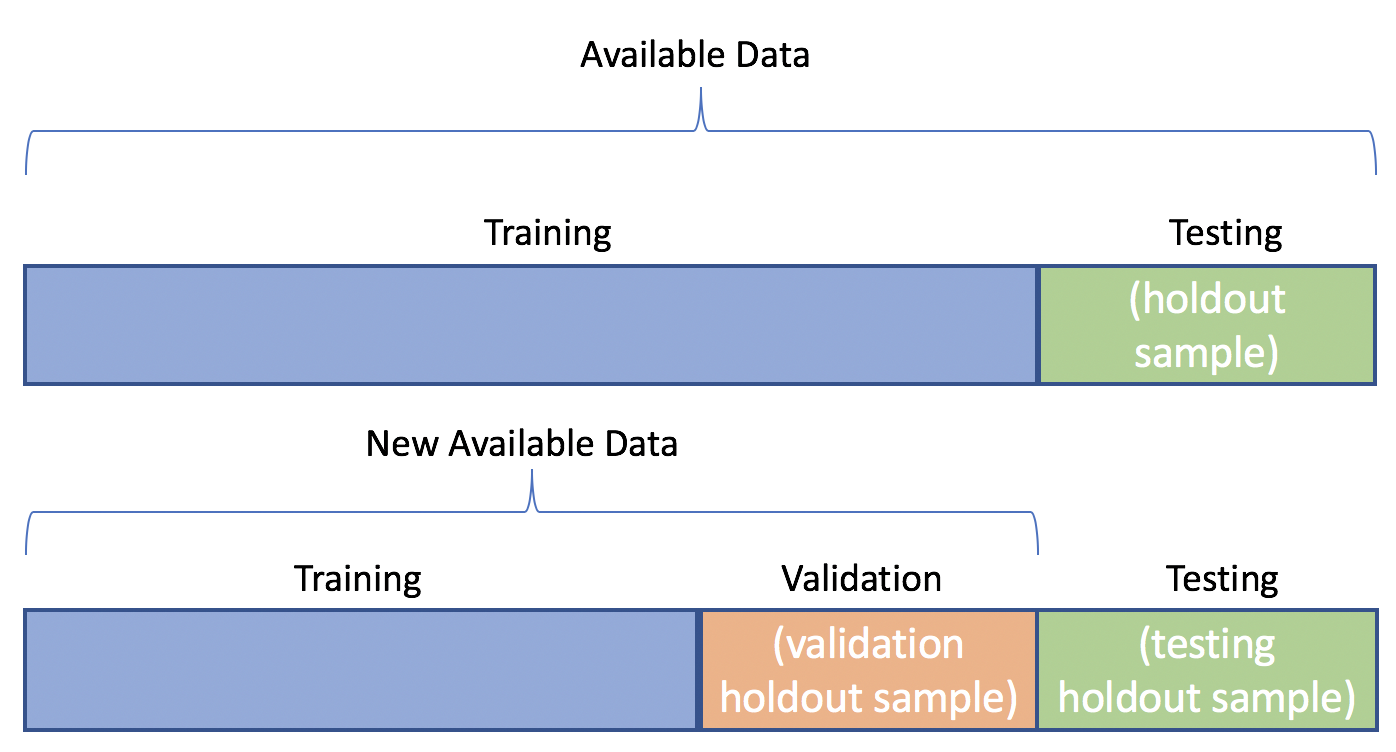 Available Data
Training
Testing
(holdout
sample)
New Available Data
Training
Validation
Testing
(validation
holdout sample)
(testing
holdout sample)